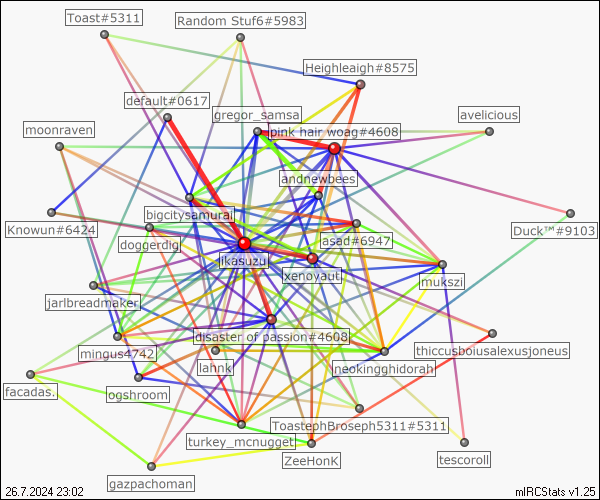 Toast#5311
Random Stuf6#5983
Heighleaigh#8575
default#0617
gregor_samsa
avelicious
moonraven
pink hair woag#4608
andnewbees
bigcitysamurai
Knowun#6424
Duck™#9103
doggerdig
asad#6947
ikasuzu
xenovaut
mukszi
jarlbreadmaker
disaster of passion#4608
mingus4742
thiccusboiusalexusjoneus
lahnk
neokingghidorah
facadas.
ogshroom
ToastephBroseph5311#5311
turkey_mcnugget
ZeeHonK
tescoroll
gazpachoman
26.7.2024 23:02
mIRCStats v1.25